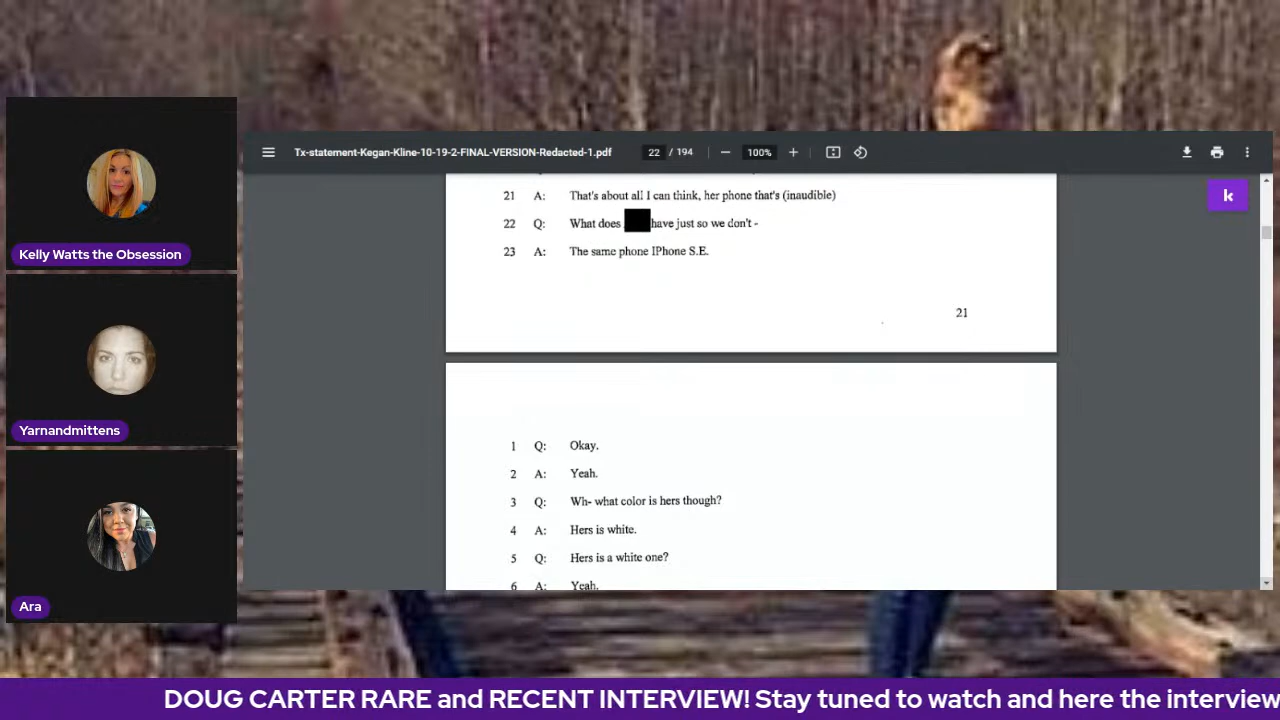 Tx-statement-Kegan-Kline-10-19-2-FINAL-VERSION-Redacted-1.pdf 22 / 194 100%
k
21 A: That's about all I can think, her phone that's (inaudible)
22 Q: What does have just so we don't -
23 A: The same phone IPhone S.E.
21
1 Q: Okay.
2 A: Yeah.
3 Q: Wh- what color is hers though?
4 A: Hers is white.
5 Q: Hers is a white one?
6 A: Yeah.
Kelly Watts the Obsession
Yarnandmittens
Ara
DOUG CARTER RARE and RECENT INTERVIEW! Stay tuned to watch and here the interview